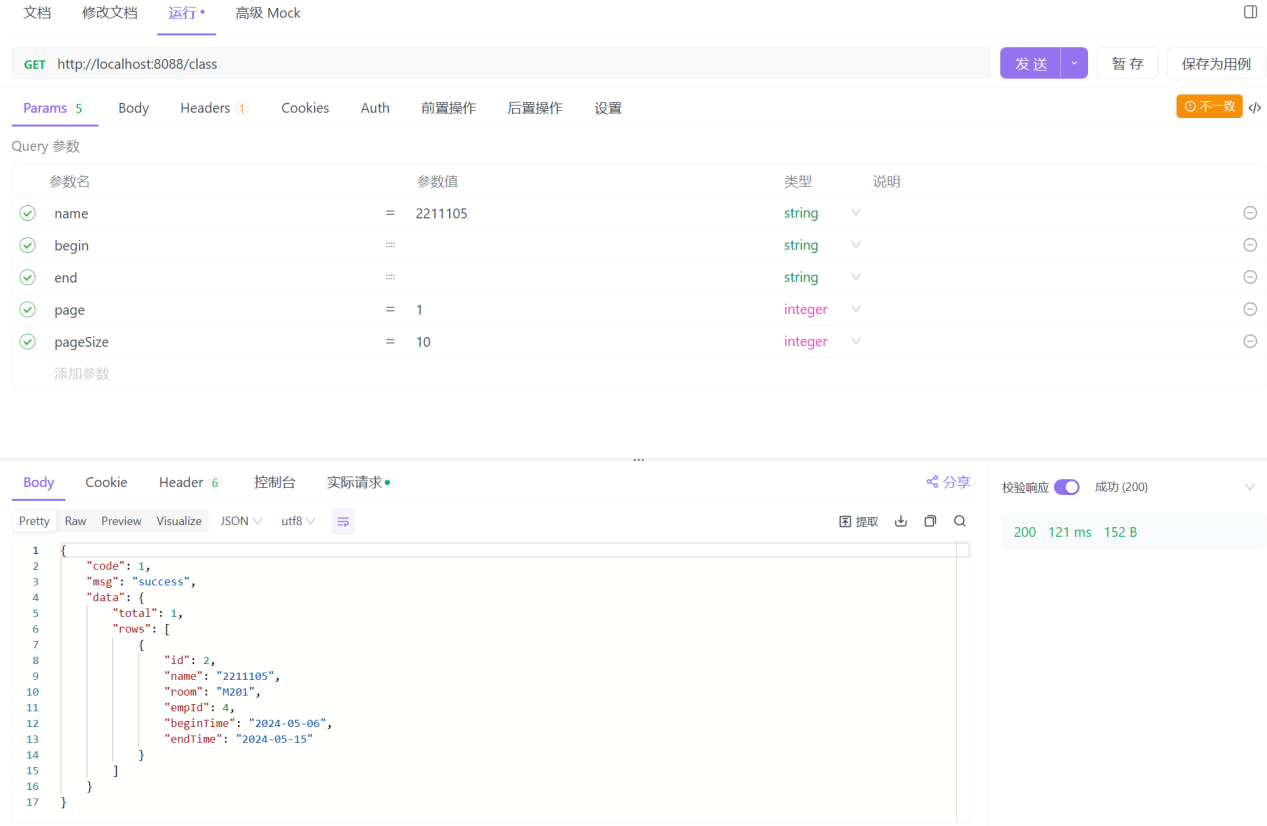 文档 修改文档 运行 高级 Mock
GET http://localhost:8088/class 发 送 暂 存 保存为用例
Params 5 Body Headers 1 Cookies Auth 前置操作 后置操作 设置 不一致 </>
Query 参数
参数名 参数值 类型 说明
name = 2211105 string
begin string
end string
page = 1 integer
pageSize = 10 integer
添加参数
Body Cookie Header 6 控制台 实际请求 分享 校验响应 成功 (200)
Pretty Raw Preview Visualize JSON utf8 提取
200 121 ms 152 B
1 {
2 "code": 1,
3 "msg": "success",
4 "data": {
5 "total": 1,
6 "rows": [
7 {
8 "id": 2,
9 "name": "2211105",
10 "room": "M201",
11 "empId": 4,
12 "beginTime": "2024-05-06",
13 "endTime": "2024-05-15"
14 }
15 ]
16 }
17 }